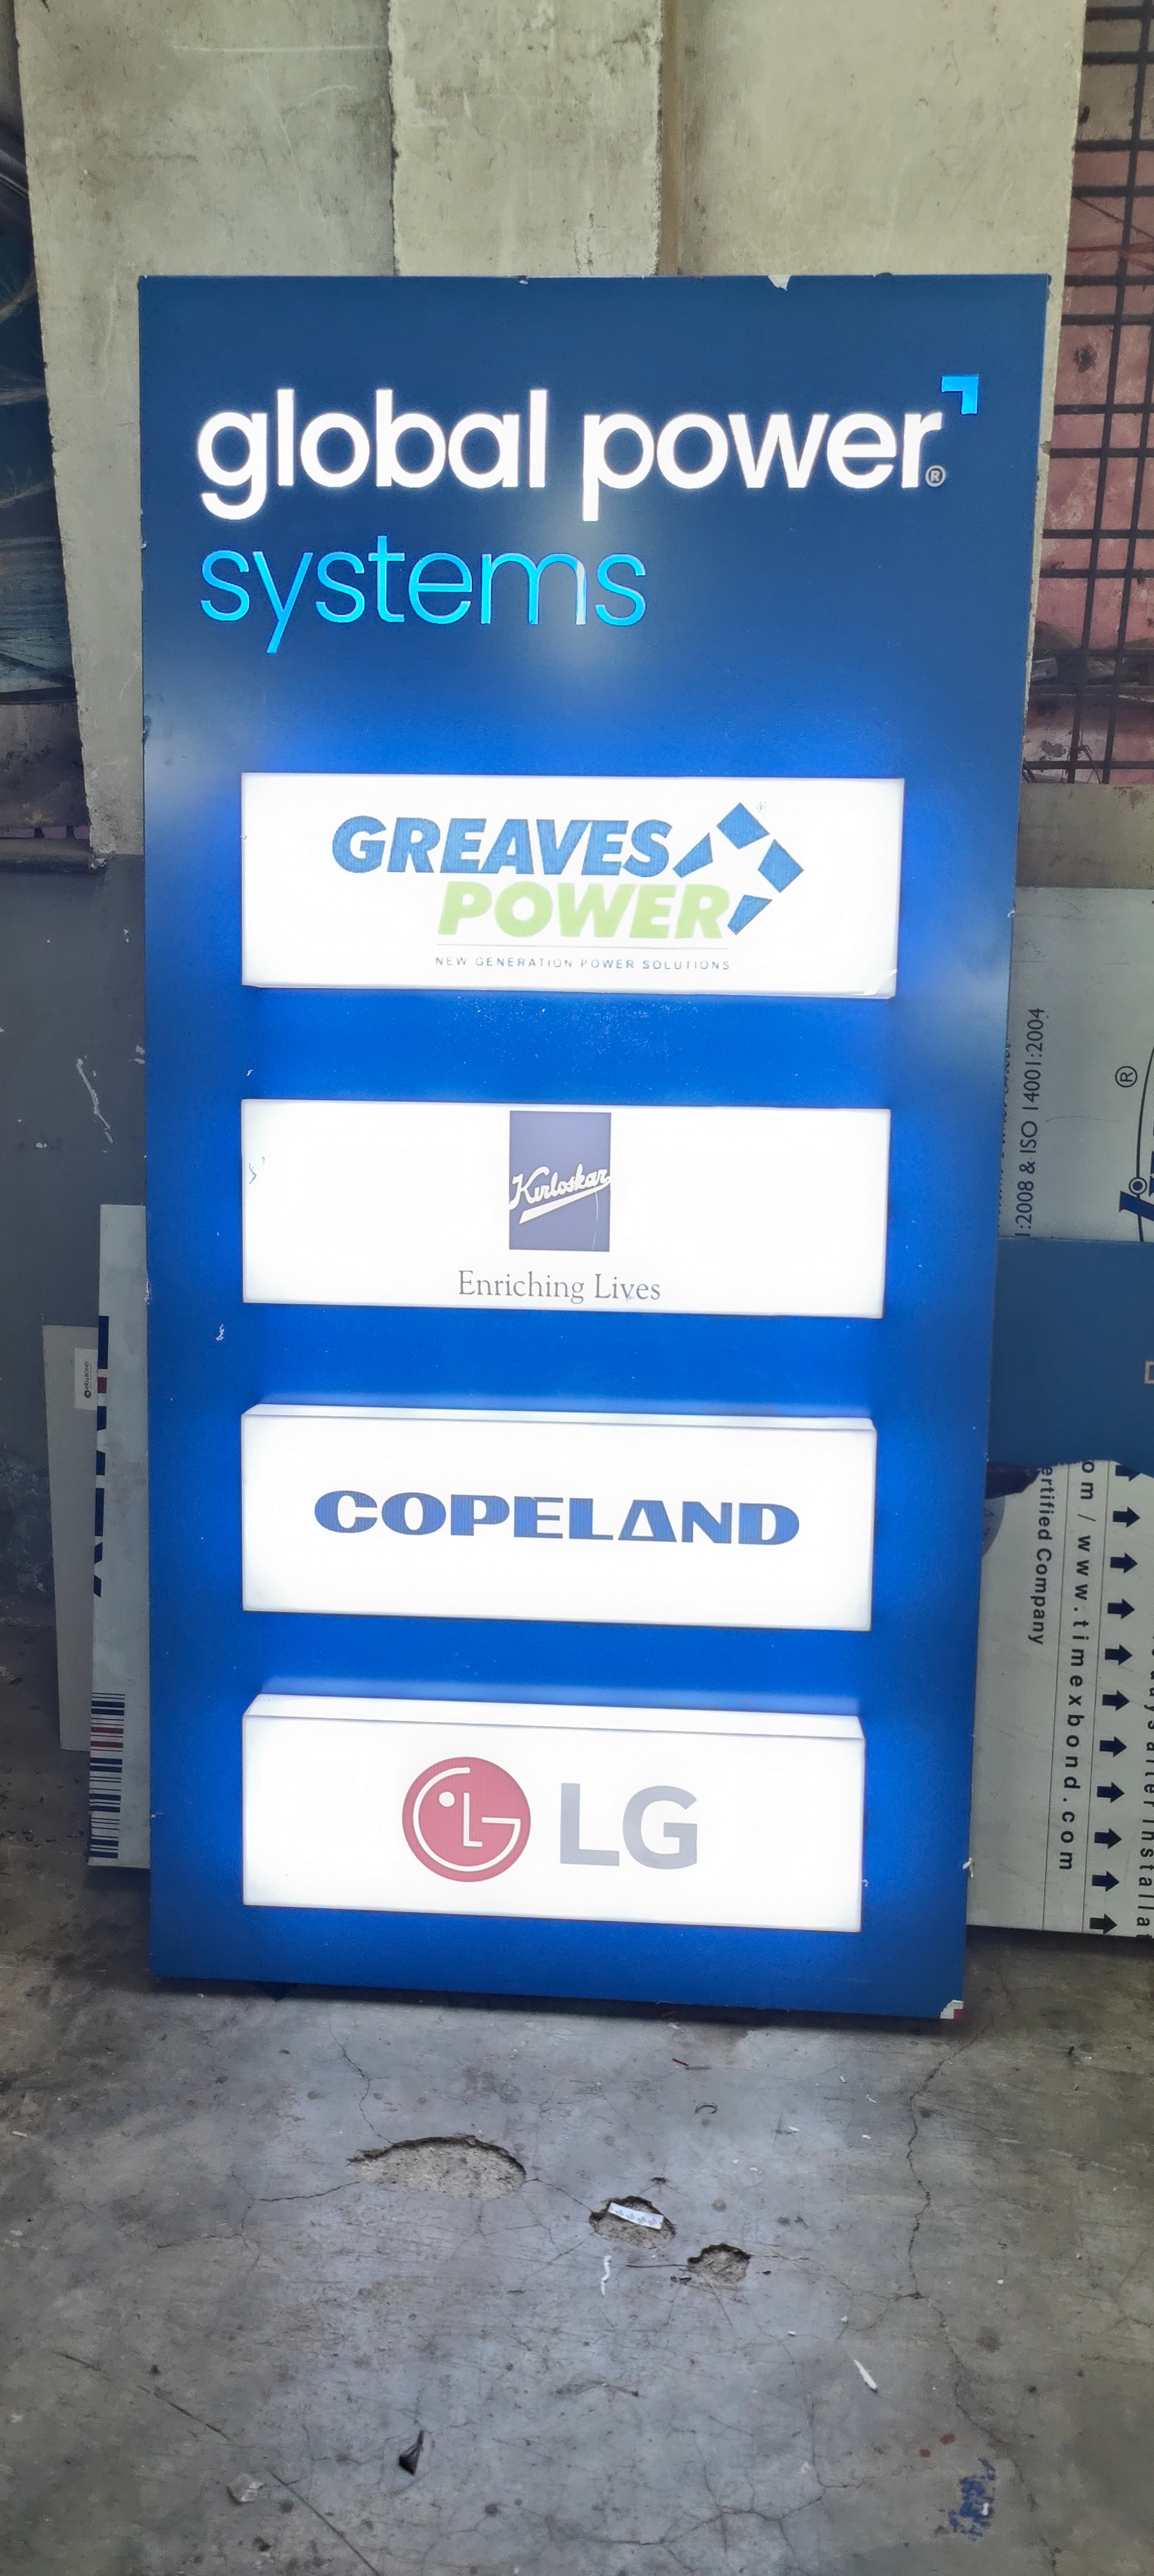 global power®
systems
GREAVES
POWER
NEW GENERATION POWER SOLUTIONS
Kirloskar
Enriching Lives
COPELAND
LG
LG
:2008 & ISO 14001:2004
®
ertified Company
om / www.timexbond.com